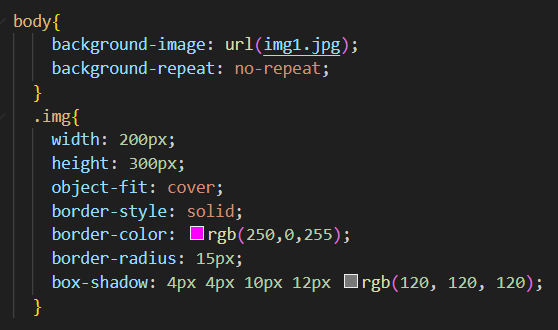 body{
background-image: url(img1.jpg);
background-repeat: no-repeat;
}
.img{
width: 200px;
height: 300px;
object-fit: cover;
border-style: solid;
border-color: rgb(250,0,255);
border-radius: 15px;
box-shadow: 4px 4px 10px 12px rgb(120, 120, 120);
}